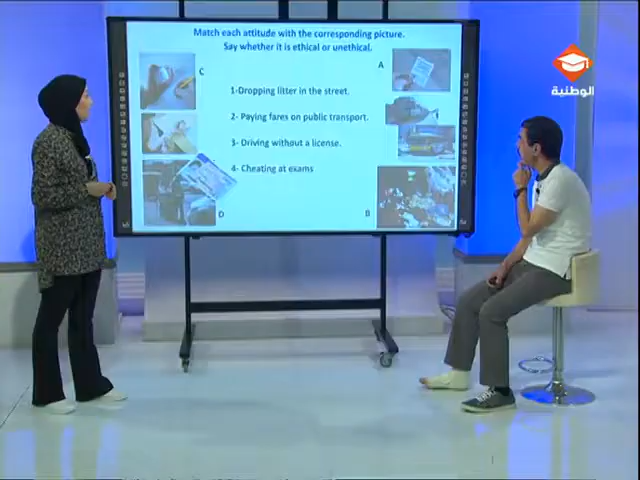 Match each attitude with the corresponding picture.
Say whether it is ethical or unethical.
C
A
1-Dropping litter in the street.
2- Paying fares on public transport.
3- Driving without a license.
4- Cheating at exams
D
B
الوطنية